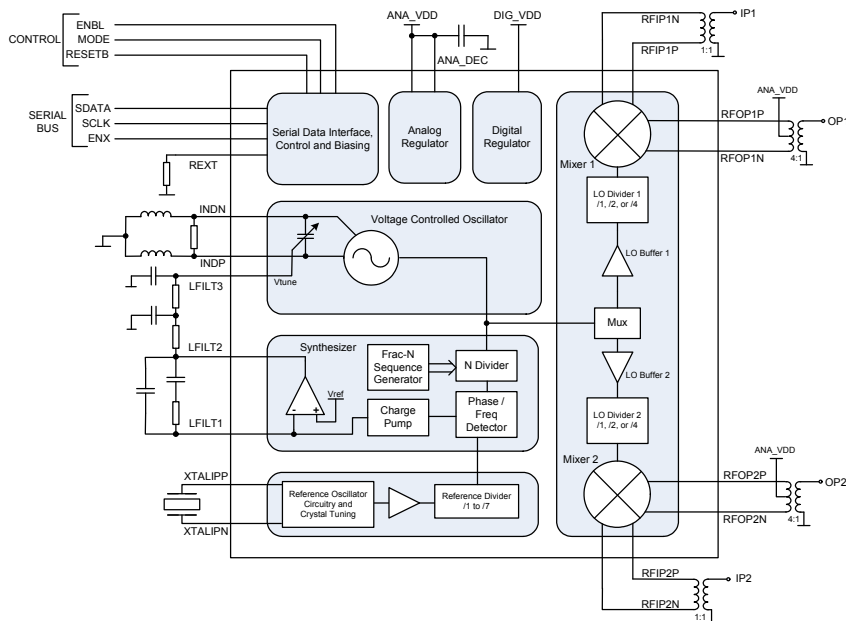 ENBL
MODE
RESETB
CONTROL
SDATA
SCLK
ENX
SERIAL
BUS
REXT
ANA_VDD
ANA_DEC
DIG_VDD
Serial Data Interface,
Control and Biasing
Analog
Regulator
Digital
Regulator
RFIP1N
RFIP1P
IP1
1:1
Mixer 1
ANA_VDD
RFOP1P
RFOP1N
OP1
4:1
LO Divider 1
/1, /2, or /4
LO Buffer 1
Mux
LO Buffer 2
LO Divider 2
/1, /2, or /4
Mixer 2
ANA_VDD
RFOP2P
RFOP2N
OP2
4:1
RFIP2P
RFIP2N
IP2
1:1
INDN
INDP
Voltage Controlled Oscillator
Vtune
LFILT3
LFILT2
LFILT1
Synthesizer
Frac-N
Sequence
Generator
N Divider
Vref
-
+
Charge
Pump
Phase /
Freq
Detector
XTALIPP
XTALIPN
Reference Oscillator
Circuitry and
Crystal Tuning
Reference Divider
/1 to /7